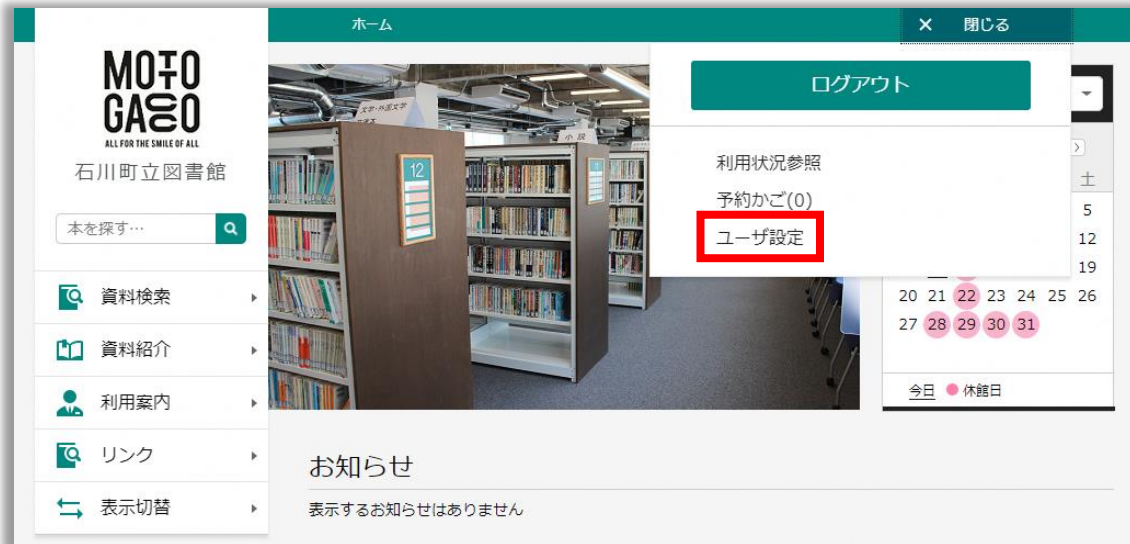 ホーム
× 閉じる
MOTO
GACO
ALL FOR THE SMILE OF ALL
石川町立図書館
本を探す…
資料検索
資料紹介
利用案内
リンク
表示切替
12
小説
ログアウト
利用状況参照
予約かご(0)
ユーザ設定
土
5
12
19
20 21 22 23 24 25 26
27 28 29 30 31
今日 休館日
お知らせ
表示するお知らせはありません